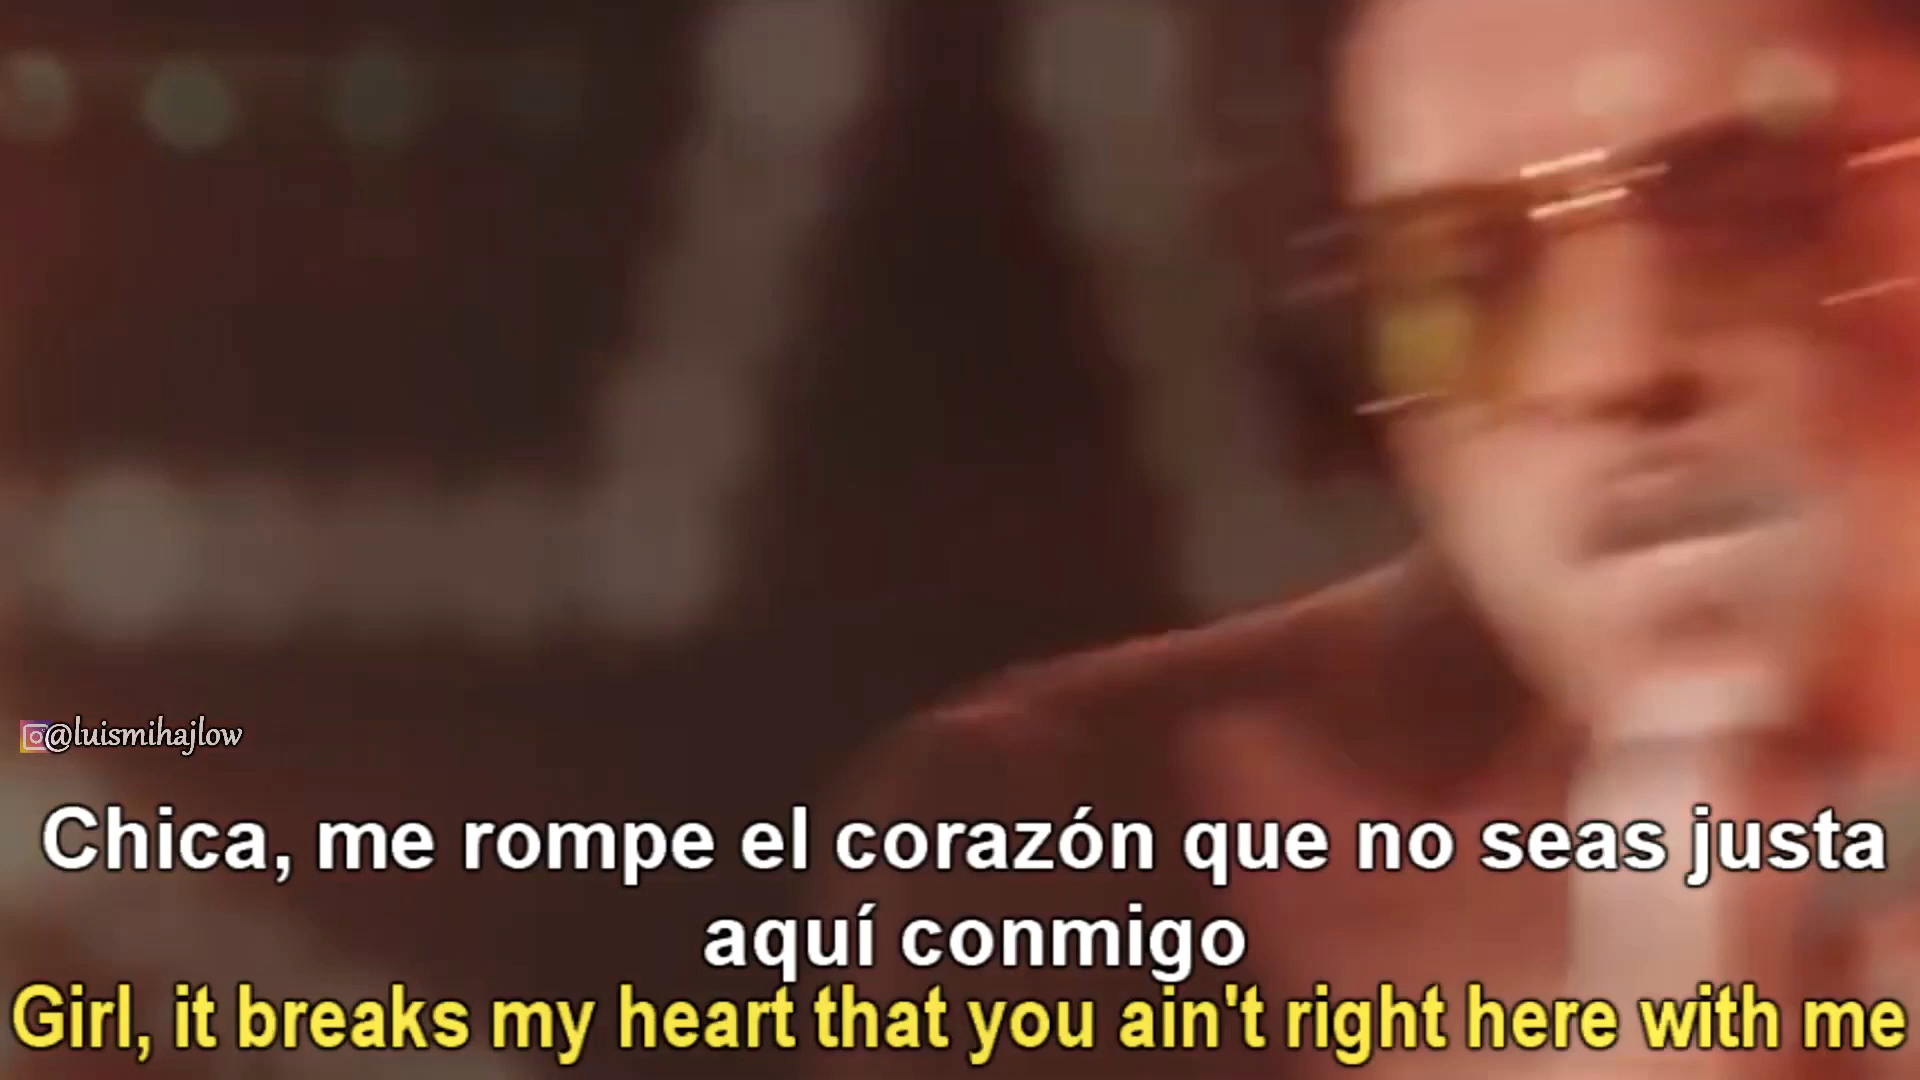 @luismihajlow
Chica, me rompe el corazón que no seas justa
aquí conmigo
Girl, it breaks my heart that you ain't right here with me